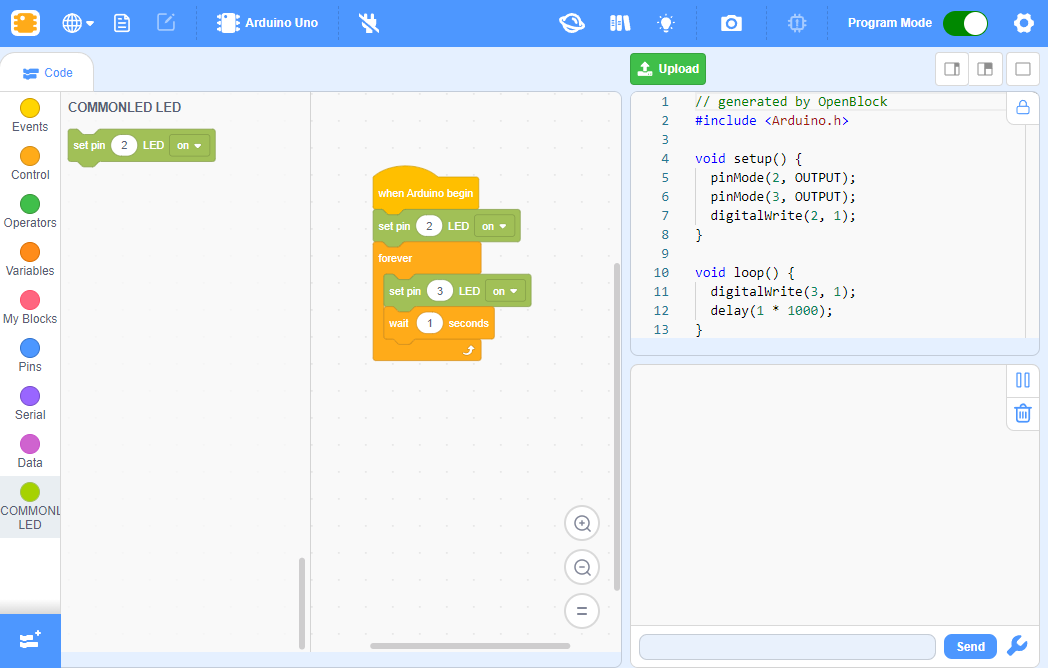 Arduino Uno
Program Mode
Code
Upload
Events
Control
Operators
Variables
My Blocks
Pins
Serial
Data
COMMONL
LED
COMMONLED LED
set pin 2 LED on
when Arduino begin
set pin 2 LED on
forever
set pin 3 LED on
wait 1 seconds
1 // generated by OpenBlock
2 #include <Arduino.h>
3
4 void setup() {
5 pinMode(2, OUTPUT);
6 pinMode(3, OUTPUT);
7 digitalWrite(2, 1);
8 }
9
10 void loop() {
11 digitalWrite(3, 1);
12 delay(1 * 1000);
13 }
Send